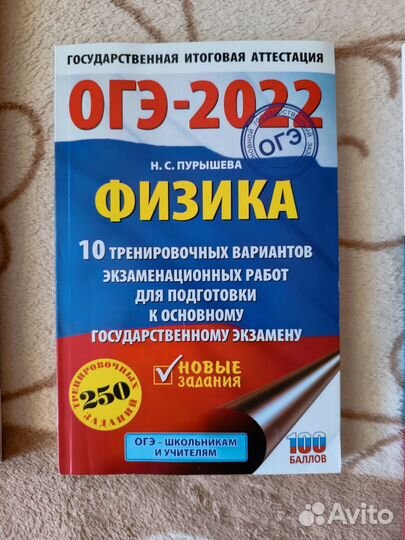 ГОСУДАРСТВЕННАЯ ИТОГОВАЯ АТТЕСТАЦИЯ
ОГЭ-2022
ОГЭ
Н. С. ПУРЫШЕВА
ФИЗИКА
10 ТРЕНИРОВОЧНЫХ ВАРИАНТОВ
ЭКЗАМЕНАЦИОННЫХ РАБОТ
ДЛЯ ПОДГОТОВКИ
К ОСНОВНОМУ
ГОСУДАРСТВЕННОМУ ЭКЗАМЕНУ
НОВЫЕ
ЗАДАНИЯ
ТРЕНИРОВОЧНЫХ
250
ЗАДАНИЙ
ОГЭ - ШКОЛЬНИКАМ
И УЧИТЕЛЯМ
100
БАЛЛОВ
Avito